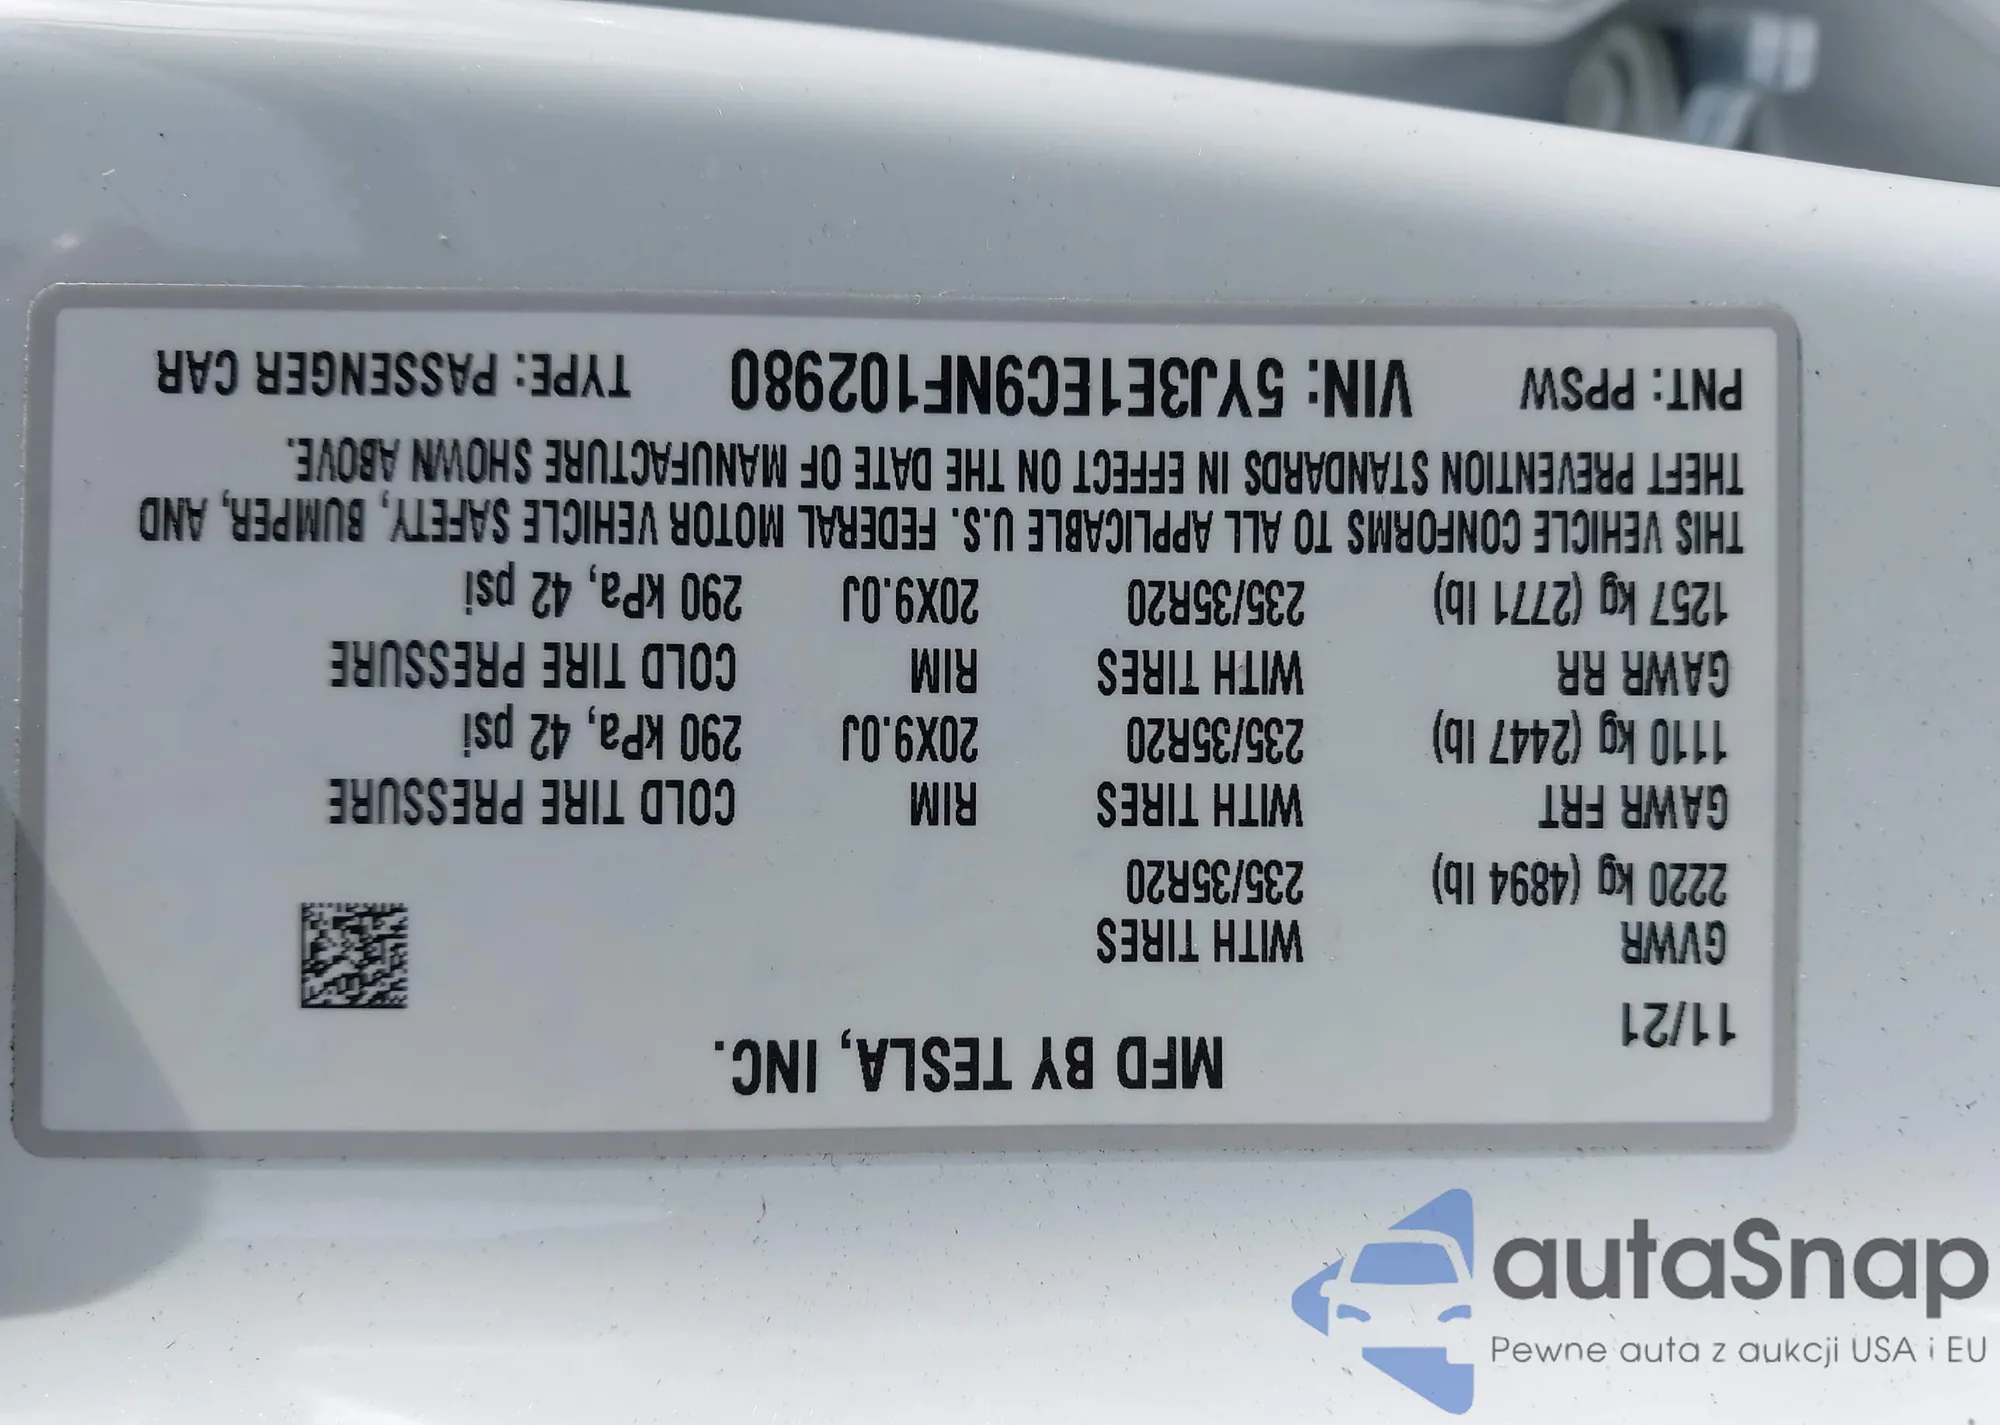 MFD BY TESLA, INC.
11/21
GVWR WITH TIRES
2220 kg (4894 lb) 235/35R20
GAWR FRT WITH TIRES RIM COLD TIRE PRESSURE
1110 kg (2447 lb) 235/35R20 20X9.0J 290 kPa, 42 psi
GAWR RR WITH TIRES RIM COLD TIRE PRESSURE
1257 kg (2771 lb) 235/35R20 20X9.0J 290 kPa, 42 psi
THIS VEHICLE CONFORMS TO ALL APPLICABLE U.S. FEDERAL MOTOR VEHICLE SAFETY, BUMPER, AND
THEFT PREVENTION STANDARDS IN EFFECT ON THE DATE OF MANUFACTURE SHOWN ABOVE.
PNT: PPSW VIN: 5YJ3E1EC9NF102980 TYPE: PASSENGER CAR
autaSnap
Pewne auta z aukcji USA i EU